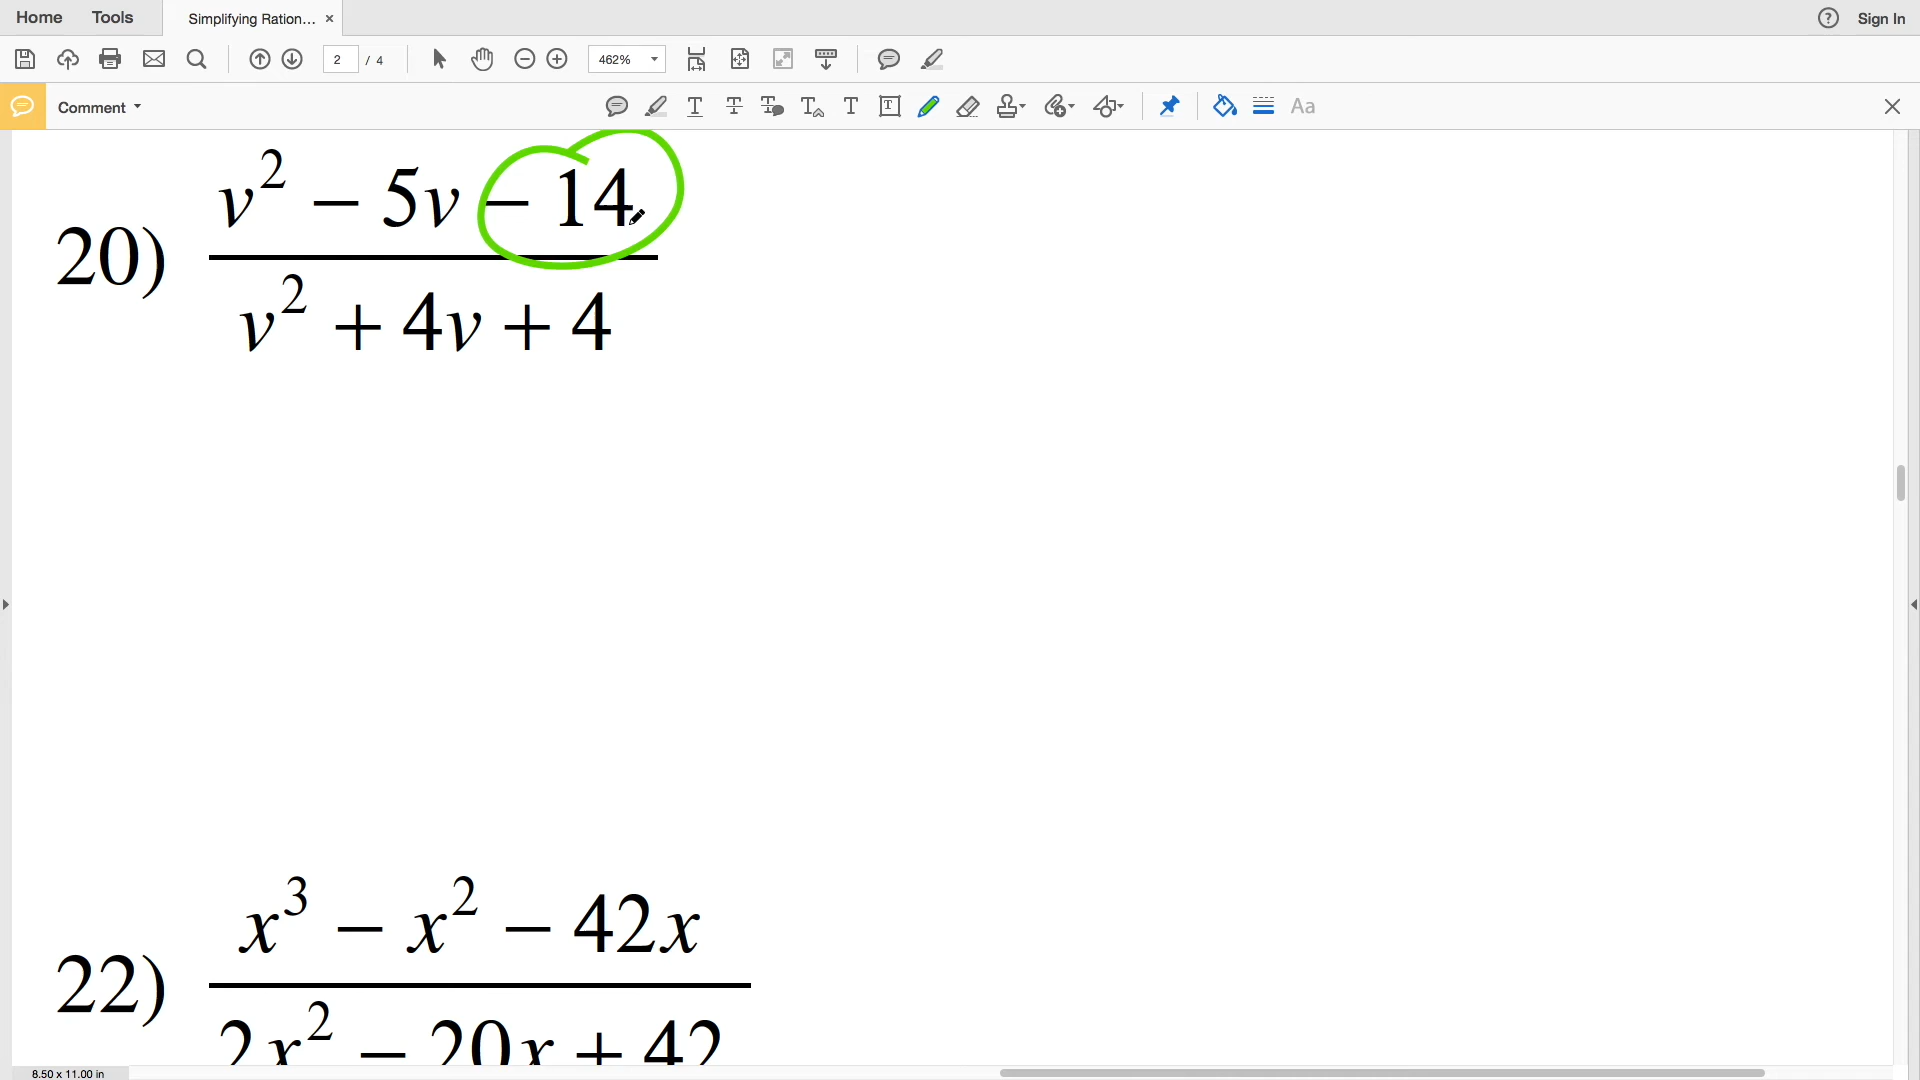 Home Tools Simplifying Ration... × ? Sign In
2 / 4 462%
Comment T T T T T T Aa
20) v² − 5v − 14
v² + 4v + 4
22) x³ − x² − 42x
2x² − 20x + 42
8.50 x 11.00 in